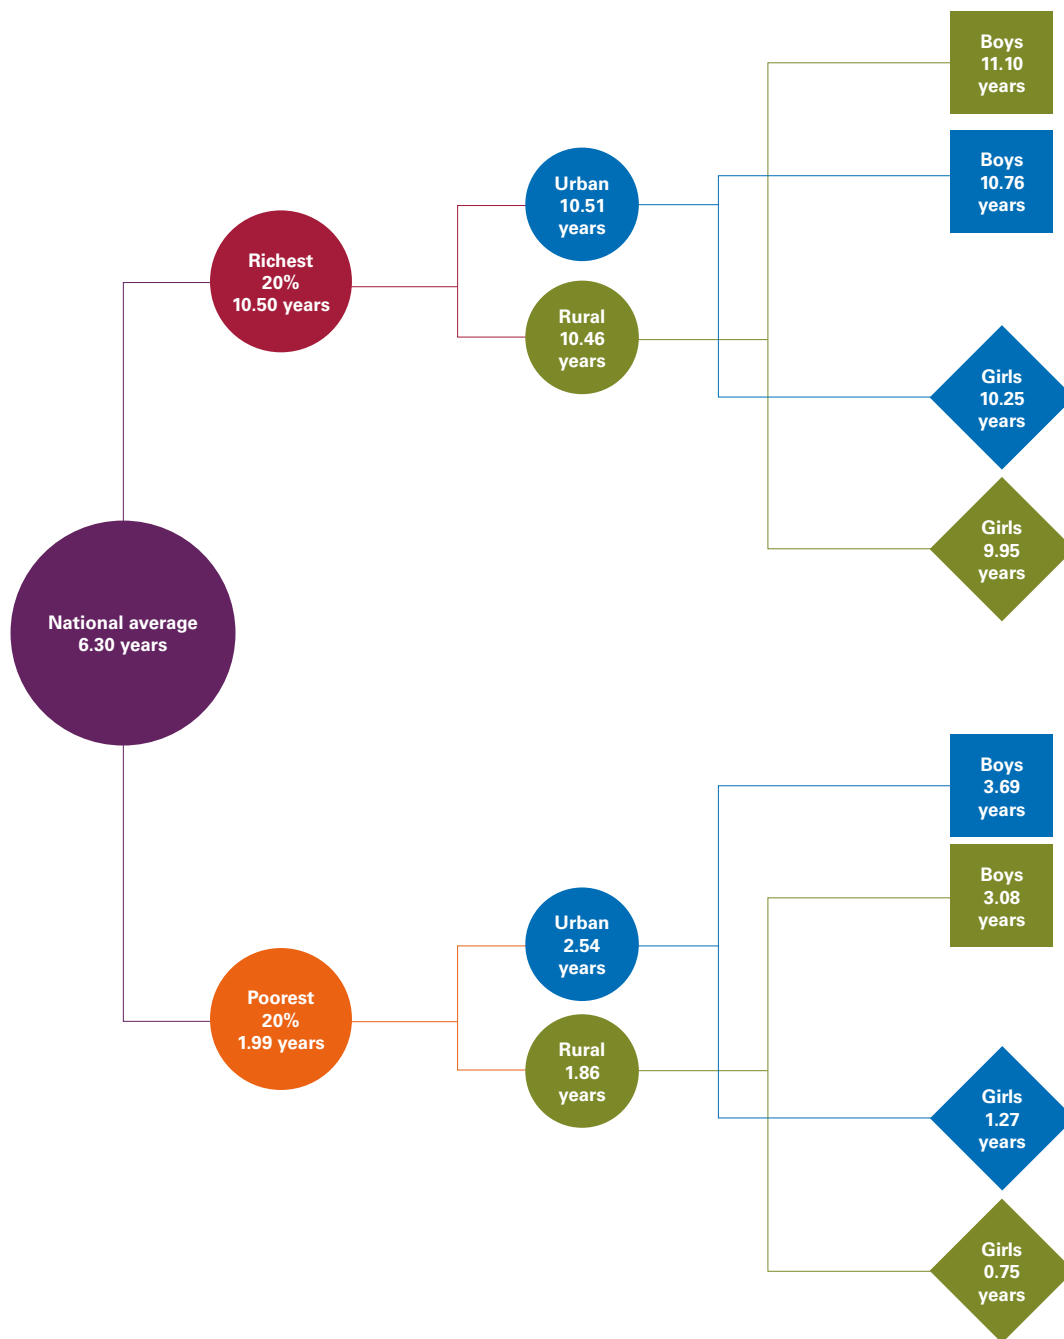 Boys
11.10
years
Boys
10.76
years
Urban
10.51
years
Richest
20%
10.50 years
Rural
10.46
years
Girls
10.25
years
Girls
9.95
years
National average
6.30 years
Boys
3.69
years
Boys
3.08
years
Urban
2.54
years
Poorest
20%
1.99 years
Rural
1.86
years
Girls
1.27
years
Girls
0.75
years